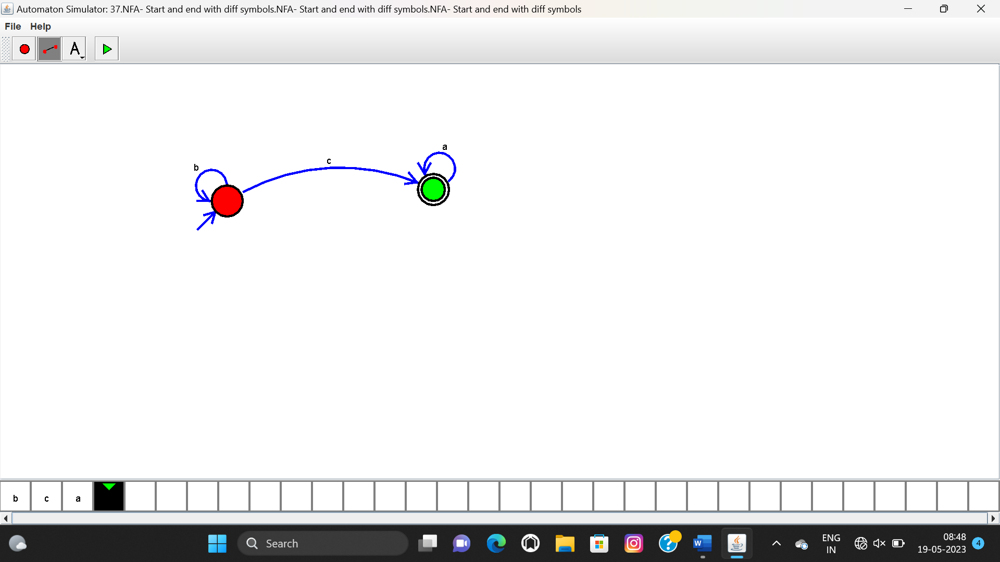 Automaton Simulator: 37.NFA- Start and end with diff symbols.NFA- Start and end with diff symbols.NFA- Start and end with diff symbols
File Help
A
a
c
b
b c a
Search
W
ENG
IN
08:48
19-05-2023
4